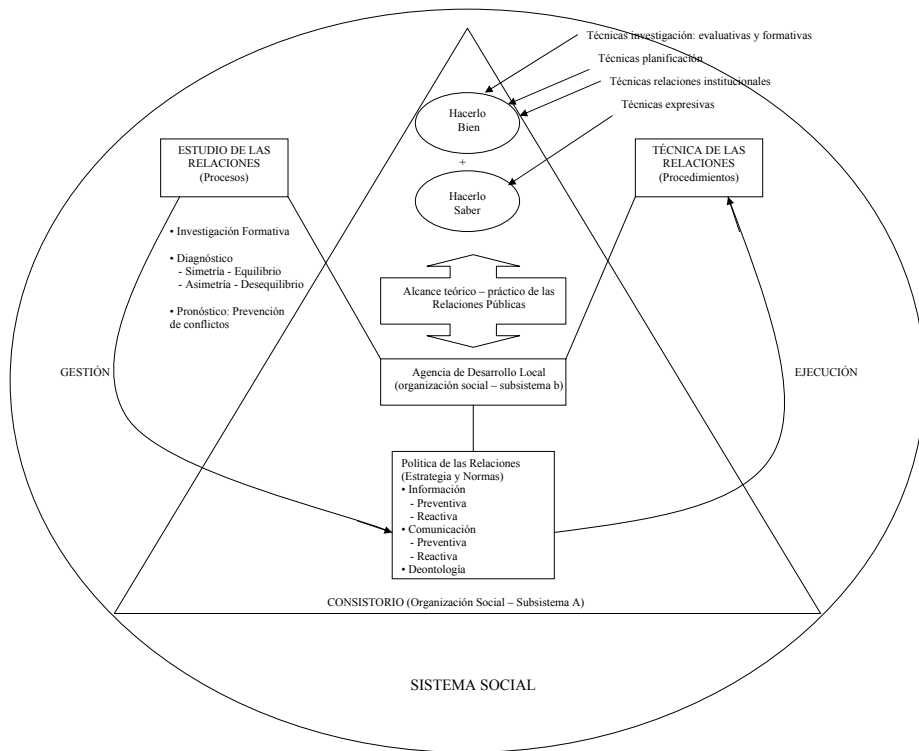 Técnicas investigación: evaluativas y formativas
Técnicas planificación
Técnicas relaciones institucionales
Técnicas expresivas
Hacerlo
Bien
+
Hacerlo
Saber
ESTUDIO DE LAS
RELACIONES
(Procesos)
TÉCNICA DE LAS
RELACIONES
(Procedimientos)
• Investigación Formativa
• Diagnóstico
- Simetría - Equilibrio
- Asimetría - Desequilibrio
• Pronóstico: Prevención
de conflictos
Alcance teórico – práctico de las
Relaciones Públicas
GESTIÓN
Agencia de Desarrollo Local
(organización social – subsistema b)
EJECUCIÓN
Política de las Relaciones
(Estrategia y Normas)
• Información
- Preventiva
- Reactiva
• Comunicación
- Preventiva
- Reactiva
• Deontología
CONSISTORIO (Organización Social – Subsistema A)
SISTEMA SOCIAL